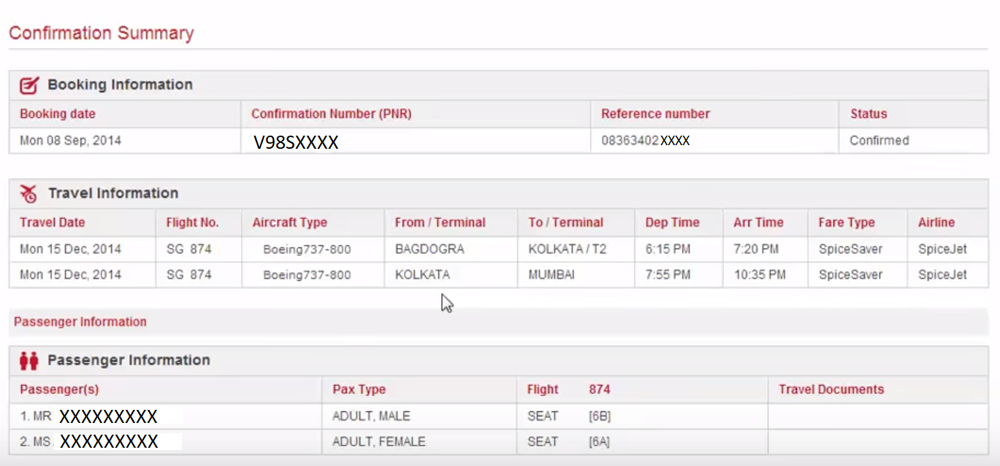 Confirmation Summary
Booking Information
Booking date Confirmation Number (PNR) Reference number Status
Mon 08 Sep, 2014 V98SXXXX 08363402XXXX Confirmed
Travel Information
Travel Date Flight No. Aircraft Type From / Terminal To / Terminal Dep Time Arr Time Fare Type Airline
Mon 15 Dec, 2014 SG 874 Boeing737-800 BAGDOGRA KOLKATA / T2 6:15 PM 7:20 PM SpiceSaver SpiceJet
Mon 15 Dec, 2014 SG 874 Boeing737-800 KOLKATA MUMBAI 7:55 PM 10:35 PM SpiceSaver SpiceJet
Passenger Information
Passenger Information
Passenger(s) Pax Type Flight 874 Travel Documents
1. MR XXXXXXXXX ADULT, MALE SEAT [6B]
2. MS XXXXXXXXX ADULT, FEMALE SEAT [6A]